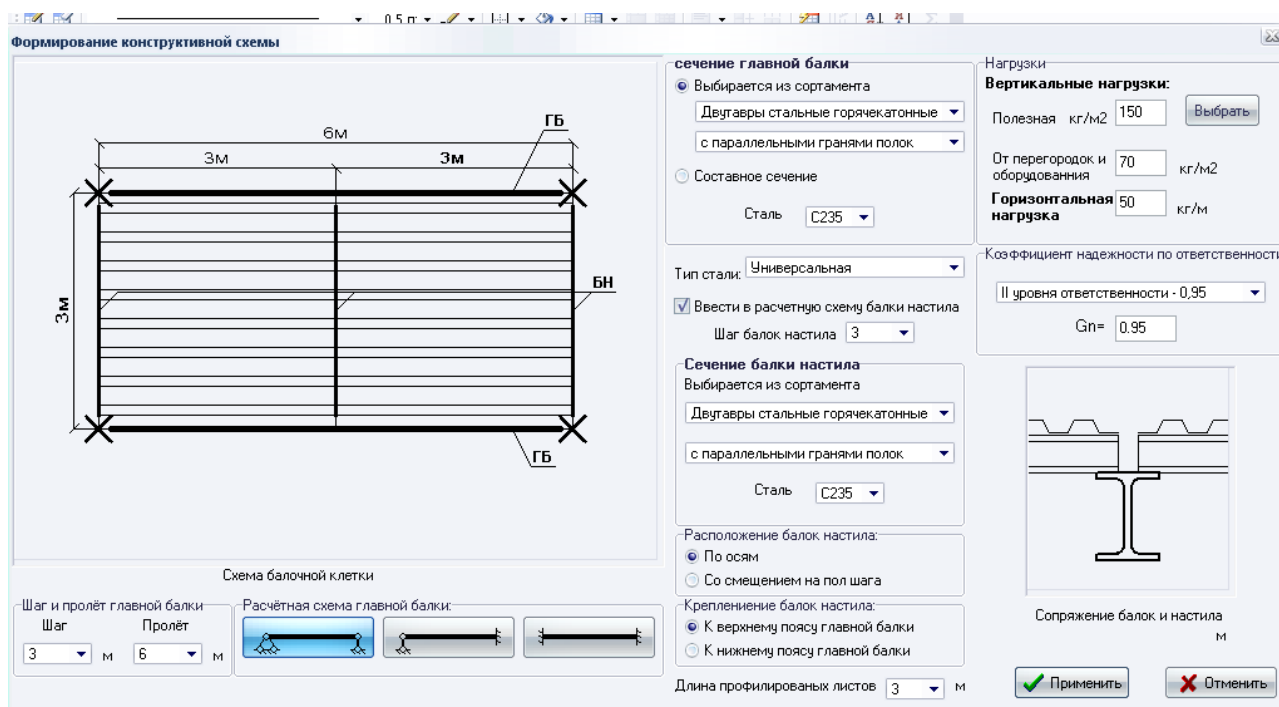 0.5 п
Формирование конструктивной схемы
6м
3м
3м
ГБ
3м
БН
ГБ
Схема балочной клетки
Шаг и пролёт главной балки
Шаг
Пролёт
3 м
6 м
Расчётная схема главной балки:
сечение главной балки
Выбирается из сортамента
Двутавры стальные горячекатонные
с параллельными гранями полок
Составное сечение
Сталь С235
Тип стали: Универсальная
Ввести в расчетную схему балки настила
Шаг балок настила 3
Сечение балки настила
Выбирается из сортамента
Двутавры стальные горячекатонные
с параллельными гранями полок
Сталь С235
Расположение балок настила:
По осям
Со смещением на пол шага
Креплениение балок настила:
К верхнему поясу главной балки
К нижнему поясу главной балки
Длина профилированых листов 3 м
Нагрузки
Вертикальные нагрузки:
Полезная кг/м2 150 Выбрать
От перегородок и
оборудованния
70 кг/м2
Горизонтальная
нагрузка
50 кг/м
Коэффициент надежности по ответственности
II уровня ответственности - 0,95
Gn= 0.95
Сопряжение балок и настила
м
Применить
Отменить